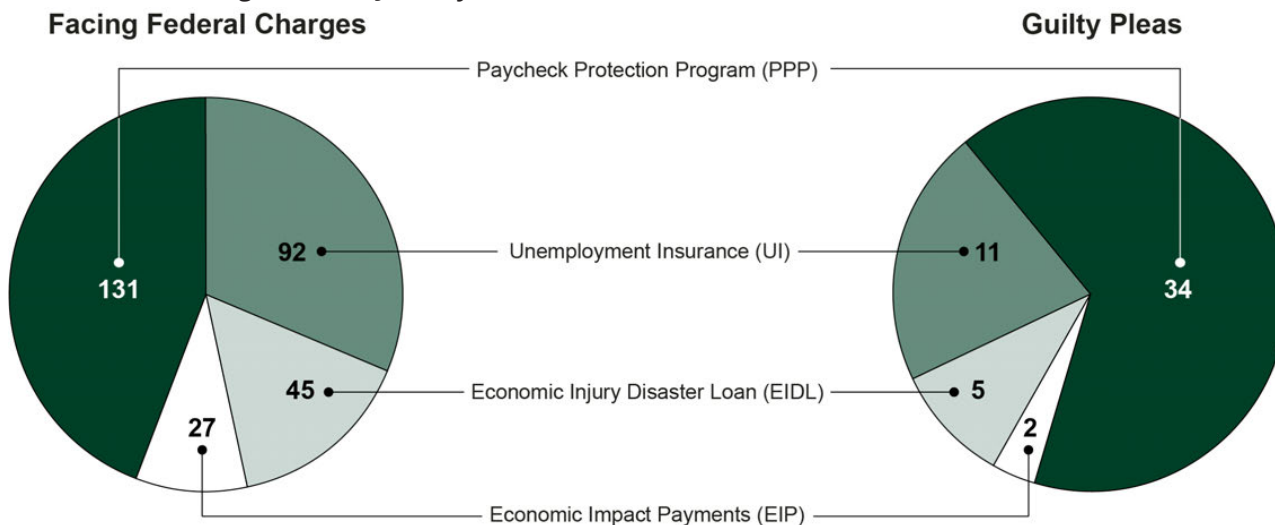 Facing Federal Charges
Guilty Pleas
Paycheck Protection Program (PPP)
92
Unemployment Insurance (UI)
11
131
34
45
Economic Injury Disaster Loan (EIDL)
5
27
2
Economic Impact Payments (EIP)